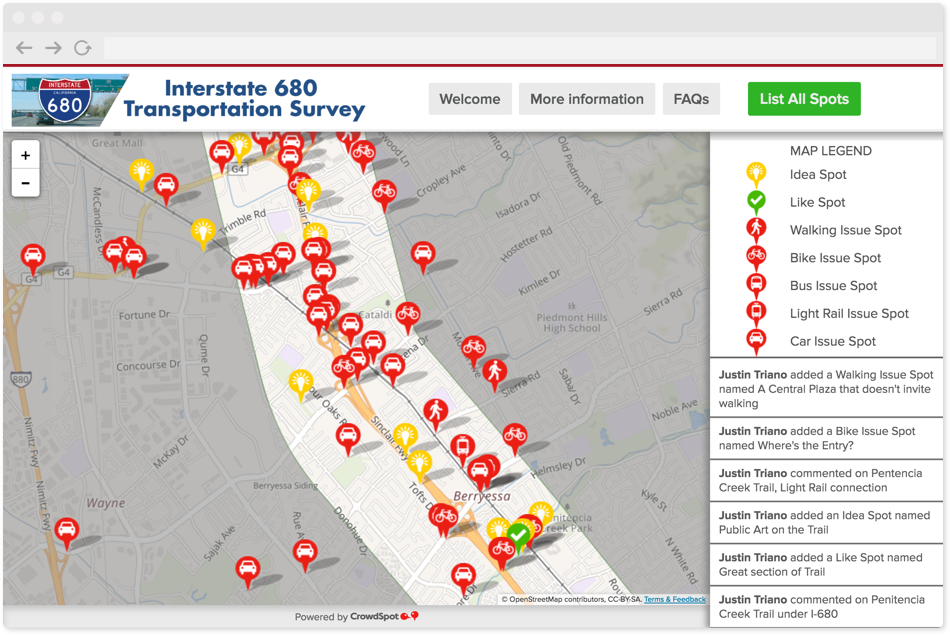 INTERSTATE
CALIFORNIA
680
Interstate 680
Transportation Survey
Welcome
More information
FAQs
List All Spots
+
-
Great Mall
G4
Cropley Ave
Old Piedmont Rd
McCandless Dr
Trimble Rd
Isadora Dr
Hostetter Rd
G4
G4
Kimlee Dr
Sierra Rd
Fortune Dr
Cataldi
Piedmont Hills
High School
Qume Dr
Concourse Dr
880
Sierra Rd
Saba/Dr
Noble Ave
Sinclair Fwy
McKay Dr
Nimitz Fwy
Nimitz Fwy
Helmsley Dr
Berryessa Siding
Tofts Dr
Berryessa
Kyle St
Wayne
Donohue Dr
Sajak Ave
Creek Park
N White Rd
© OpenStreetMap contributors, CC-BY-SA. Terms & Feedback
Powered by CrowdSpot
MAP LEGEND
Idea Spot
Like Spot
Walking Issue Spot
Bike Issue Spot
Bus Issue Spot
Light Rail Issue Spot
Car Issue Spot
Justin Triano added a Walking Issue Spot
named A Central Plaza that doesn't invite
walking
Justin Triano added a Bike Issue Spot
named Where's the Entry?
Justin Triano commented on Pentencia
Creek Trail, Light Rail connection
Justin Triano added an Idea Spot named
Public Art on the Trail
Justin Triano added a Like Spot named
Great section of Trail
Justin Triano commented on Penitencia
Creek Trail under I-680